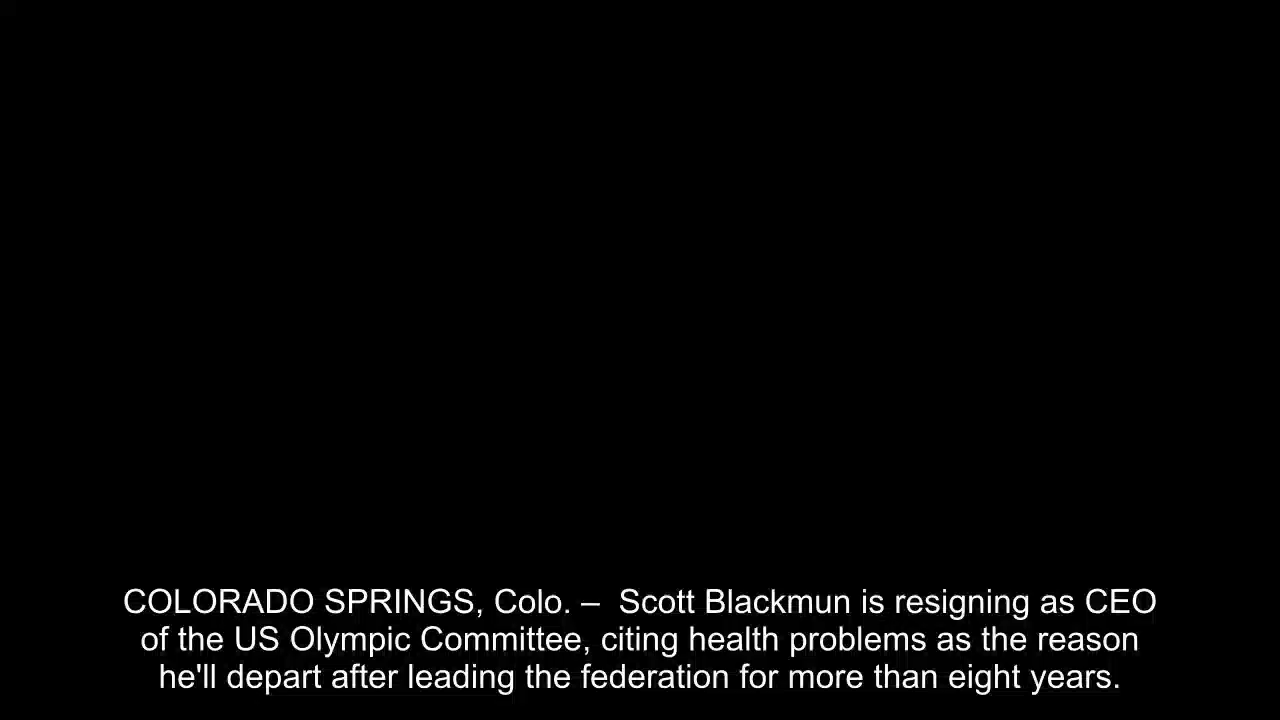 COLORADO SPRINGS, Colo. –  Scott Blackmun is resigning as CEO
of the US Olympic Committee, citing health problems as the reason
he'll depart after leading the federation for more than eight years.